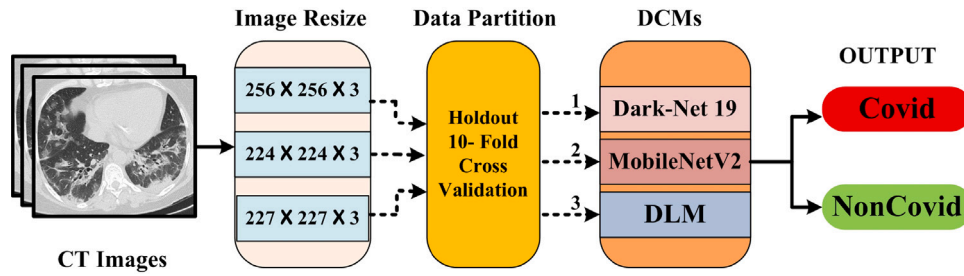 Image Resize
Data Partition
DCMs
OUTPUT
256 X 256 X 3
224 X 224 X 3
227 X 227 X 3
Holdout
10- Fold
Cross
Validation
1
2
3
Dark-Net 19
MobileNetV2
DLM
Covid
NonCovid
CT Images